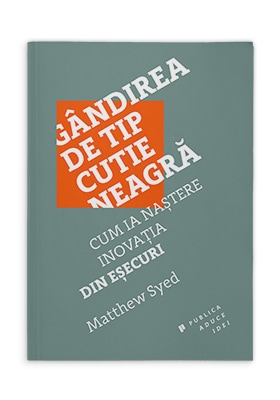 GÂNDIREA
DE TIP
CUTIE
NEAGRĂ
CUM IA NAȘTERE
INOVAȚIA
DIN EȘECURI
Matthew Syed
PUBLICA
ADUCE
IDEI